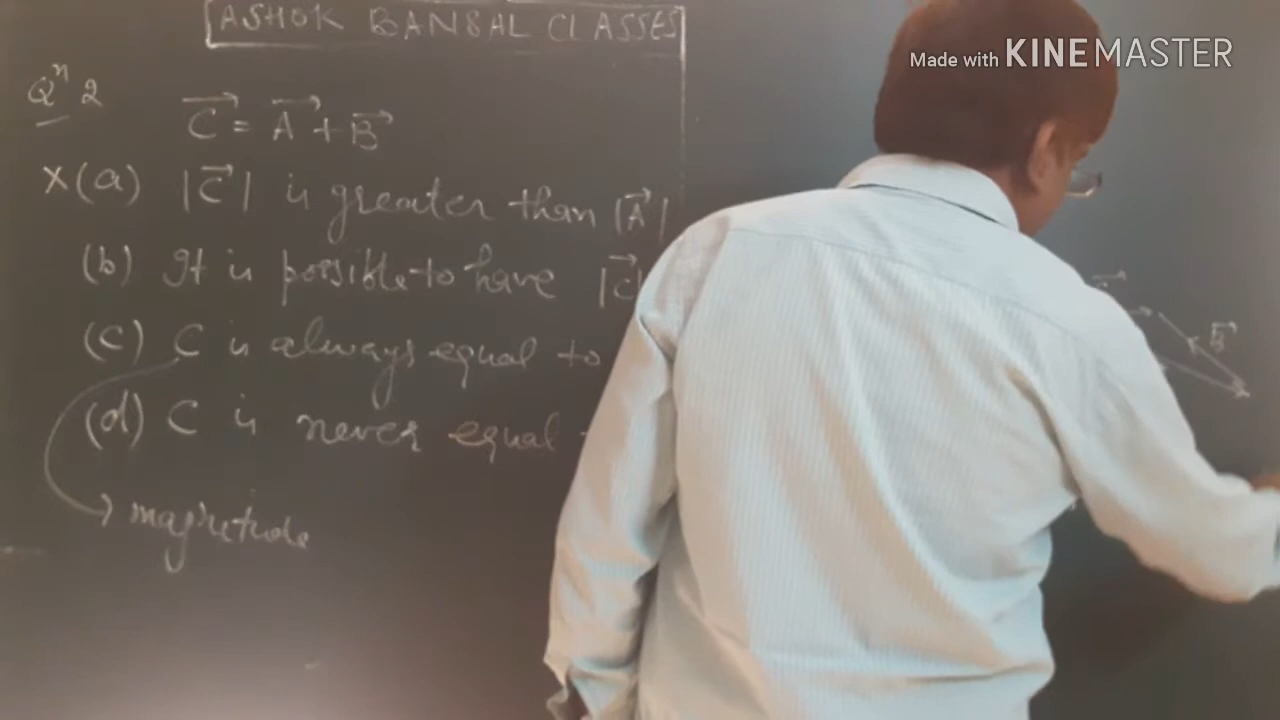 ASHOK BANSAL CLASSES
Made with KINEMASTER
Qⁿ 2
C⃗ = A⃗ + B⃗
X (a) |C⃗| is greater than |A⃗|
(b) It is possible to have |C⃗|
(c) C is always equal to
(d) C is never equal
magnitude
B⃗